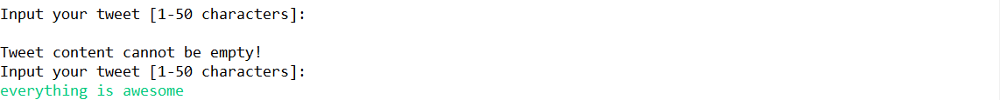 Input your tweet [1-50 characters]:
Tweet content cannot be empty!
Input your tweet [1-50 characters]:
everything is awesome